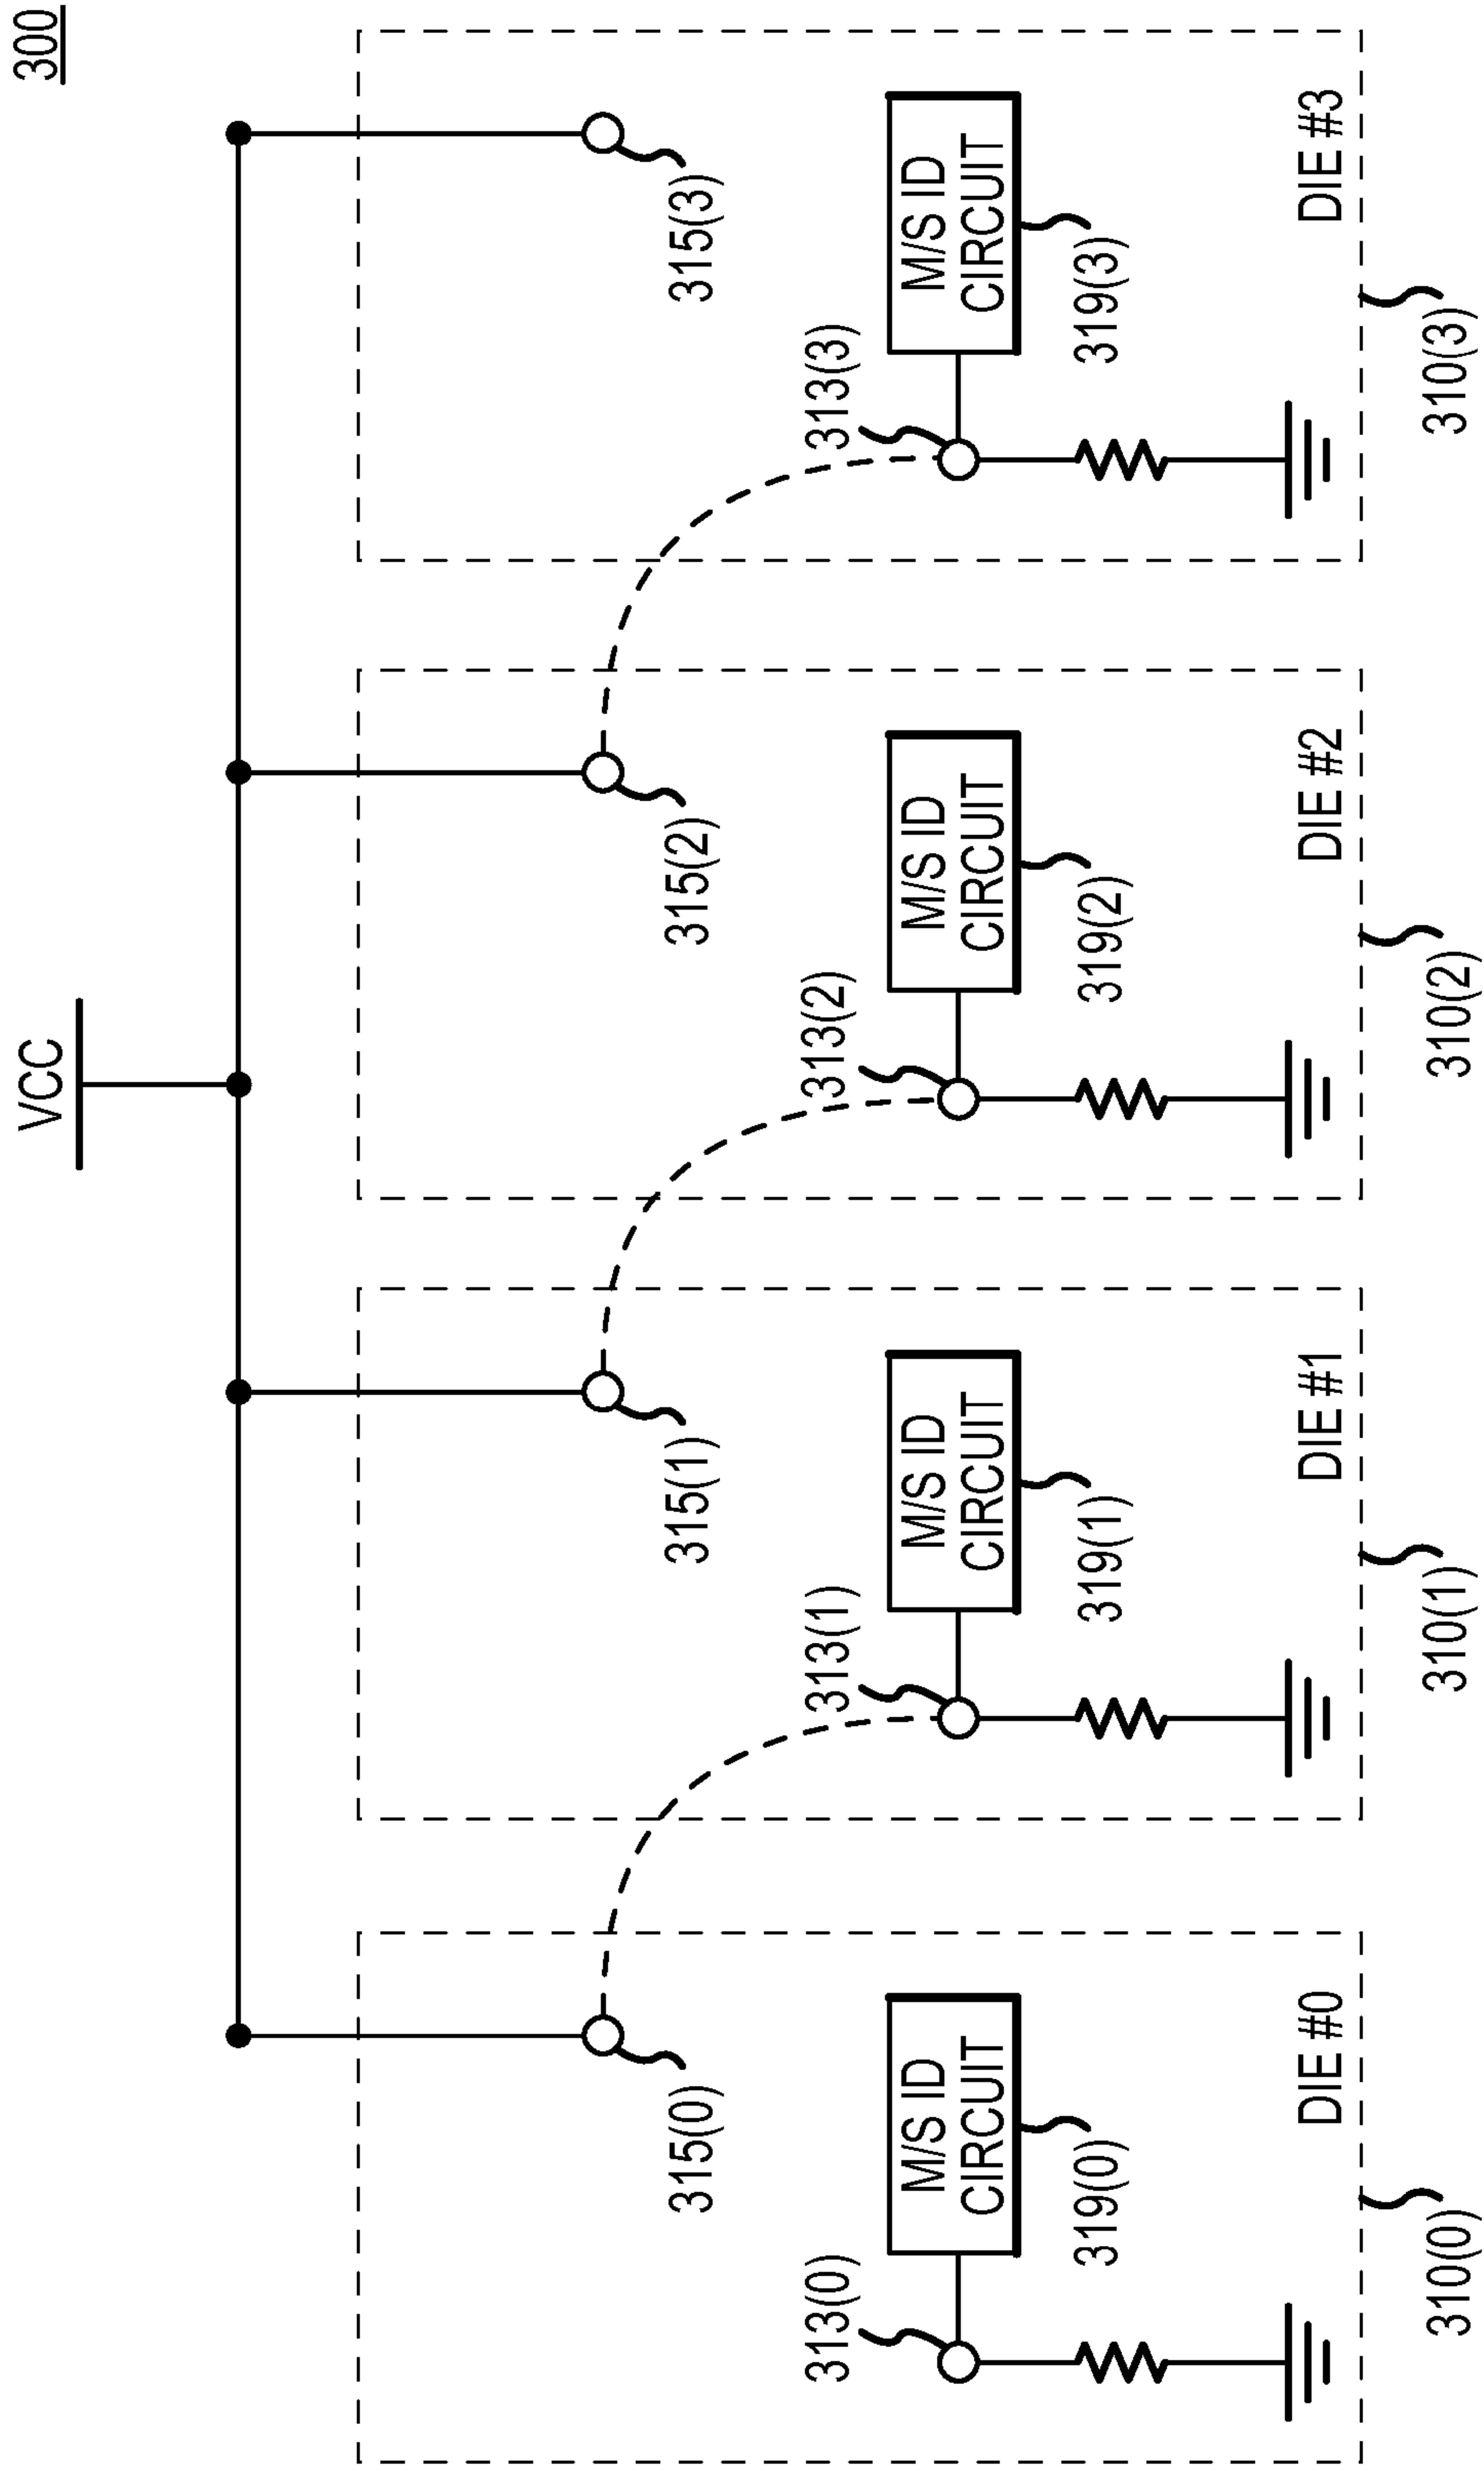 300
VCC
315(0)
315(1)
315(2)
315(3)
313(0)
313(1)
313(2)
313(3)
M/S ID
CIRCUIT
M/S ID
CIRCUIT
M/S ID
CIRCUIT
M/S ID
CIRCUIT
319(0)
319(1)
319(2)
319(3)
DIE #0
DIE #1
DIE #2
DIE #3
310(0)
310(1)
310(2)
310(3)